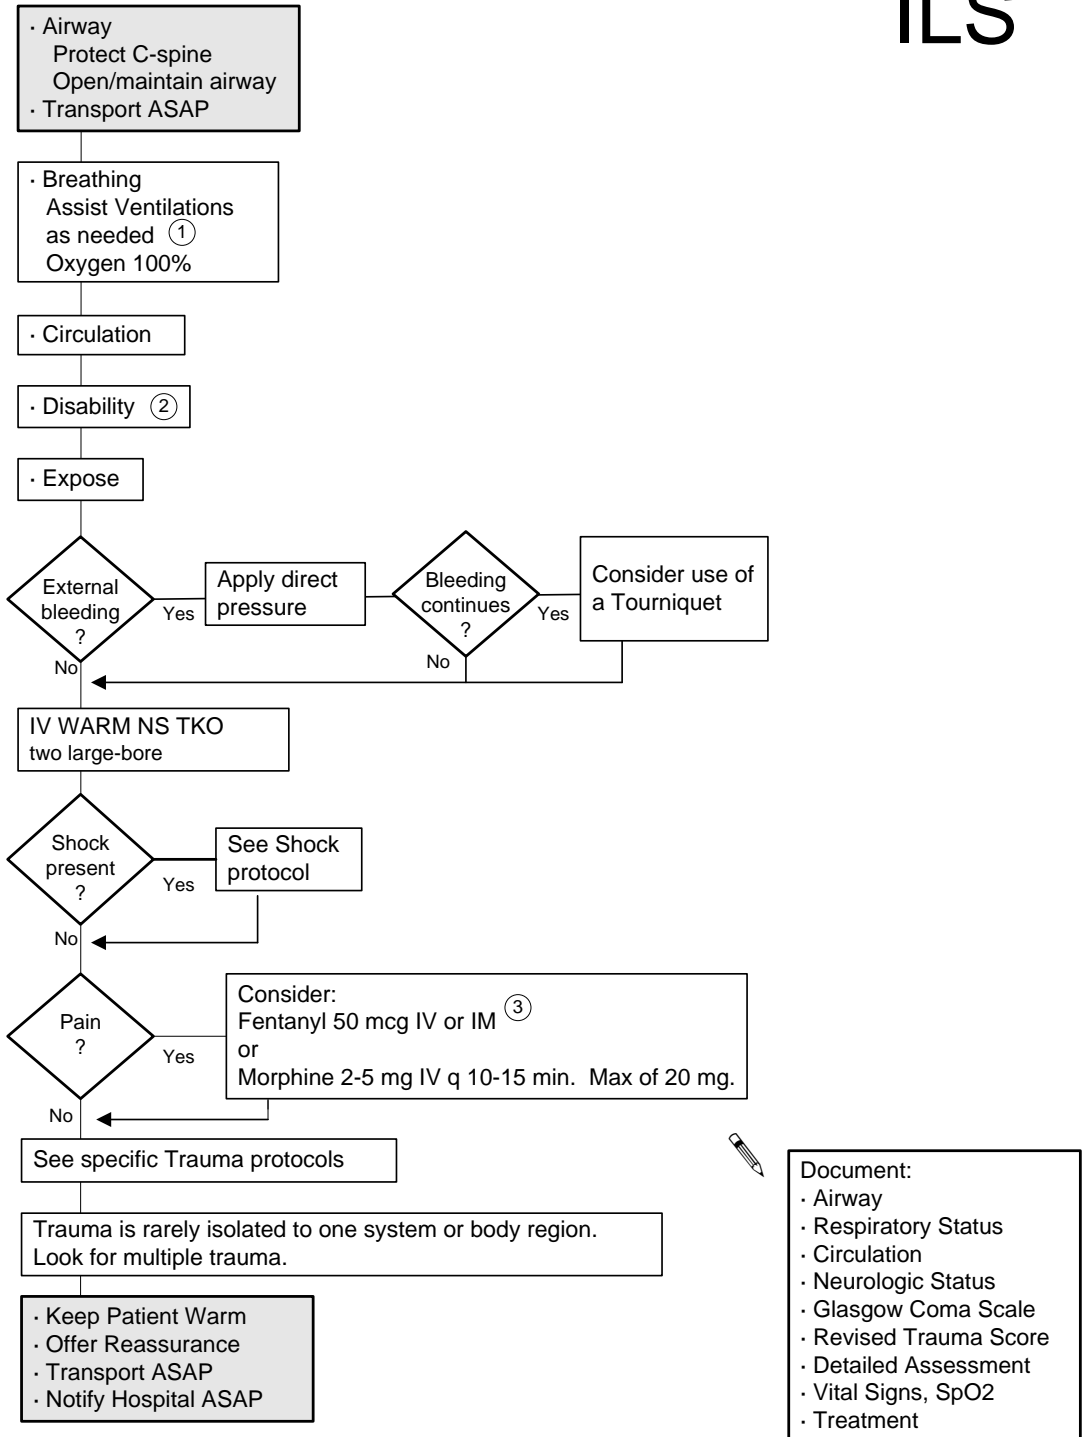 ILS
· Airway
Protect C-spine
Open/maintain airway
· Transport ASAP
· Breathing
Assist Ventilations
as needed ①
Oxygen 100%
· Circulation
· Disability ②
· Expose
External
bleeding
?
Yes
No
Apply direct
pressure
Bleeding
continues
?
Yes
No
Consider use of
a Tourniquet
IV WARM NS TKO
two large-bore
Shock
present
?
Yes
No
See Shock
protocol
Pain
?
Yes
No
Consider:
Fentanyl 50 mcg IV or IM ③
or
Morphine 2-5 mg IV q 10-15 min. Max of 20 mg.
See specific Trauma protocols
Trauma is rarely isolated to one system or body region.
Look for multiple trauma.
· Keep Patient Warm
· Offer Reassurance
· Transport ASAP
· Notify Hospital ASAP
Document:
· Airway
· Respiratory Status
· Circulation
· Neurologic Status
· Glasgow Coma Scale
· Revised Trauma Score
· Detailed Assessment
· Vital Signs, SpO2
· Treatment